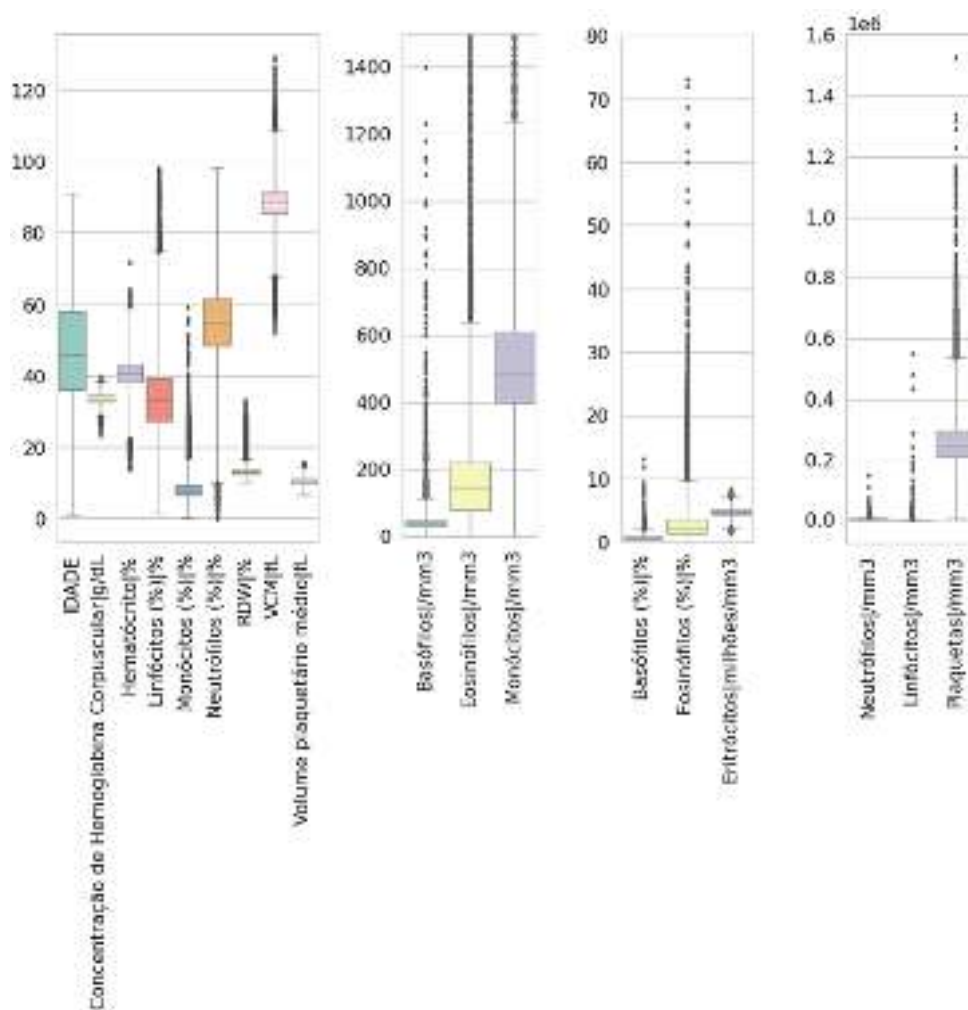 120
100
80
60
40
20
0
IDADE
Concentração de Hemoglobina Corpuscular|g/dL
Hematócrito|%
Linfócitos (%)|%
Monócitos (%)|%
Neutrófilos (%)|%
RDW|%
VCM|fL
Volume plaquetário médio|fL
1400
1200
1000
800
600
400
200
0
Basófilos|/mm3
Eosinófilos|/mm3
Monócitos|/mm3
80
70
60
50
40
30
20
10
0
Basófilos (%)|%
Eosinófilos (%)|%
Eritrócitos|milhões/mm3
1e6
1.6
1.4
1.2
1.0
0.8
0.6
0.4
0.2
0.0
Neutrófilos|/mm3
Linfócitos|/mm3
Plaquetas|/mm3